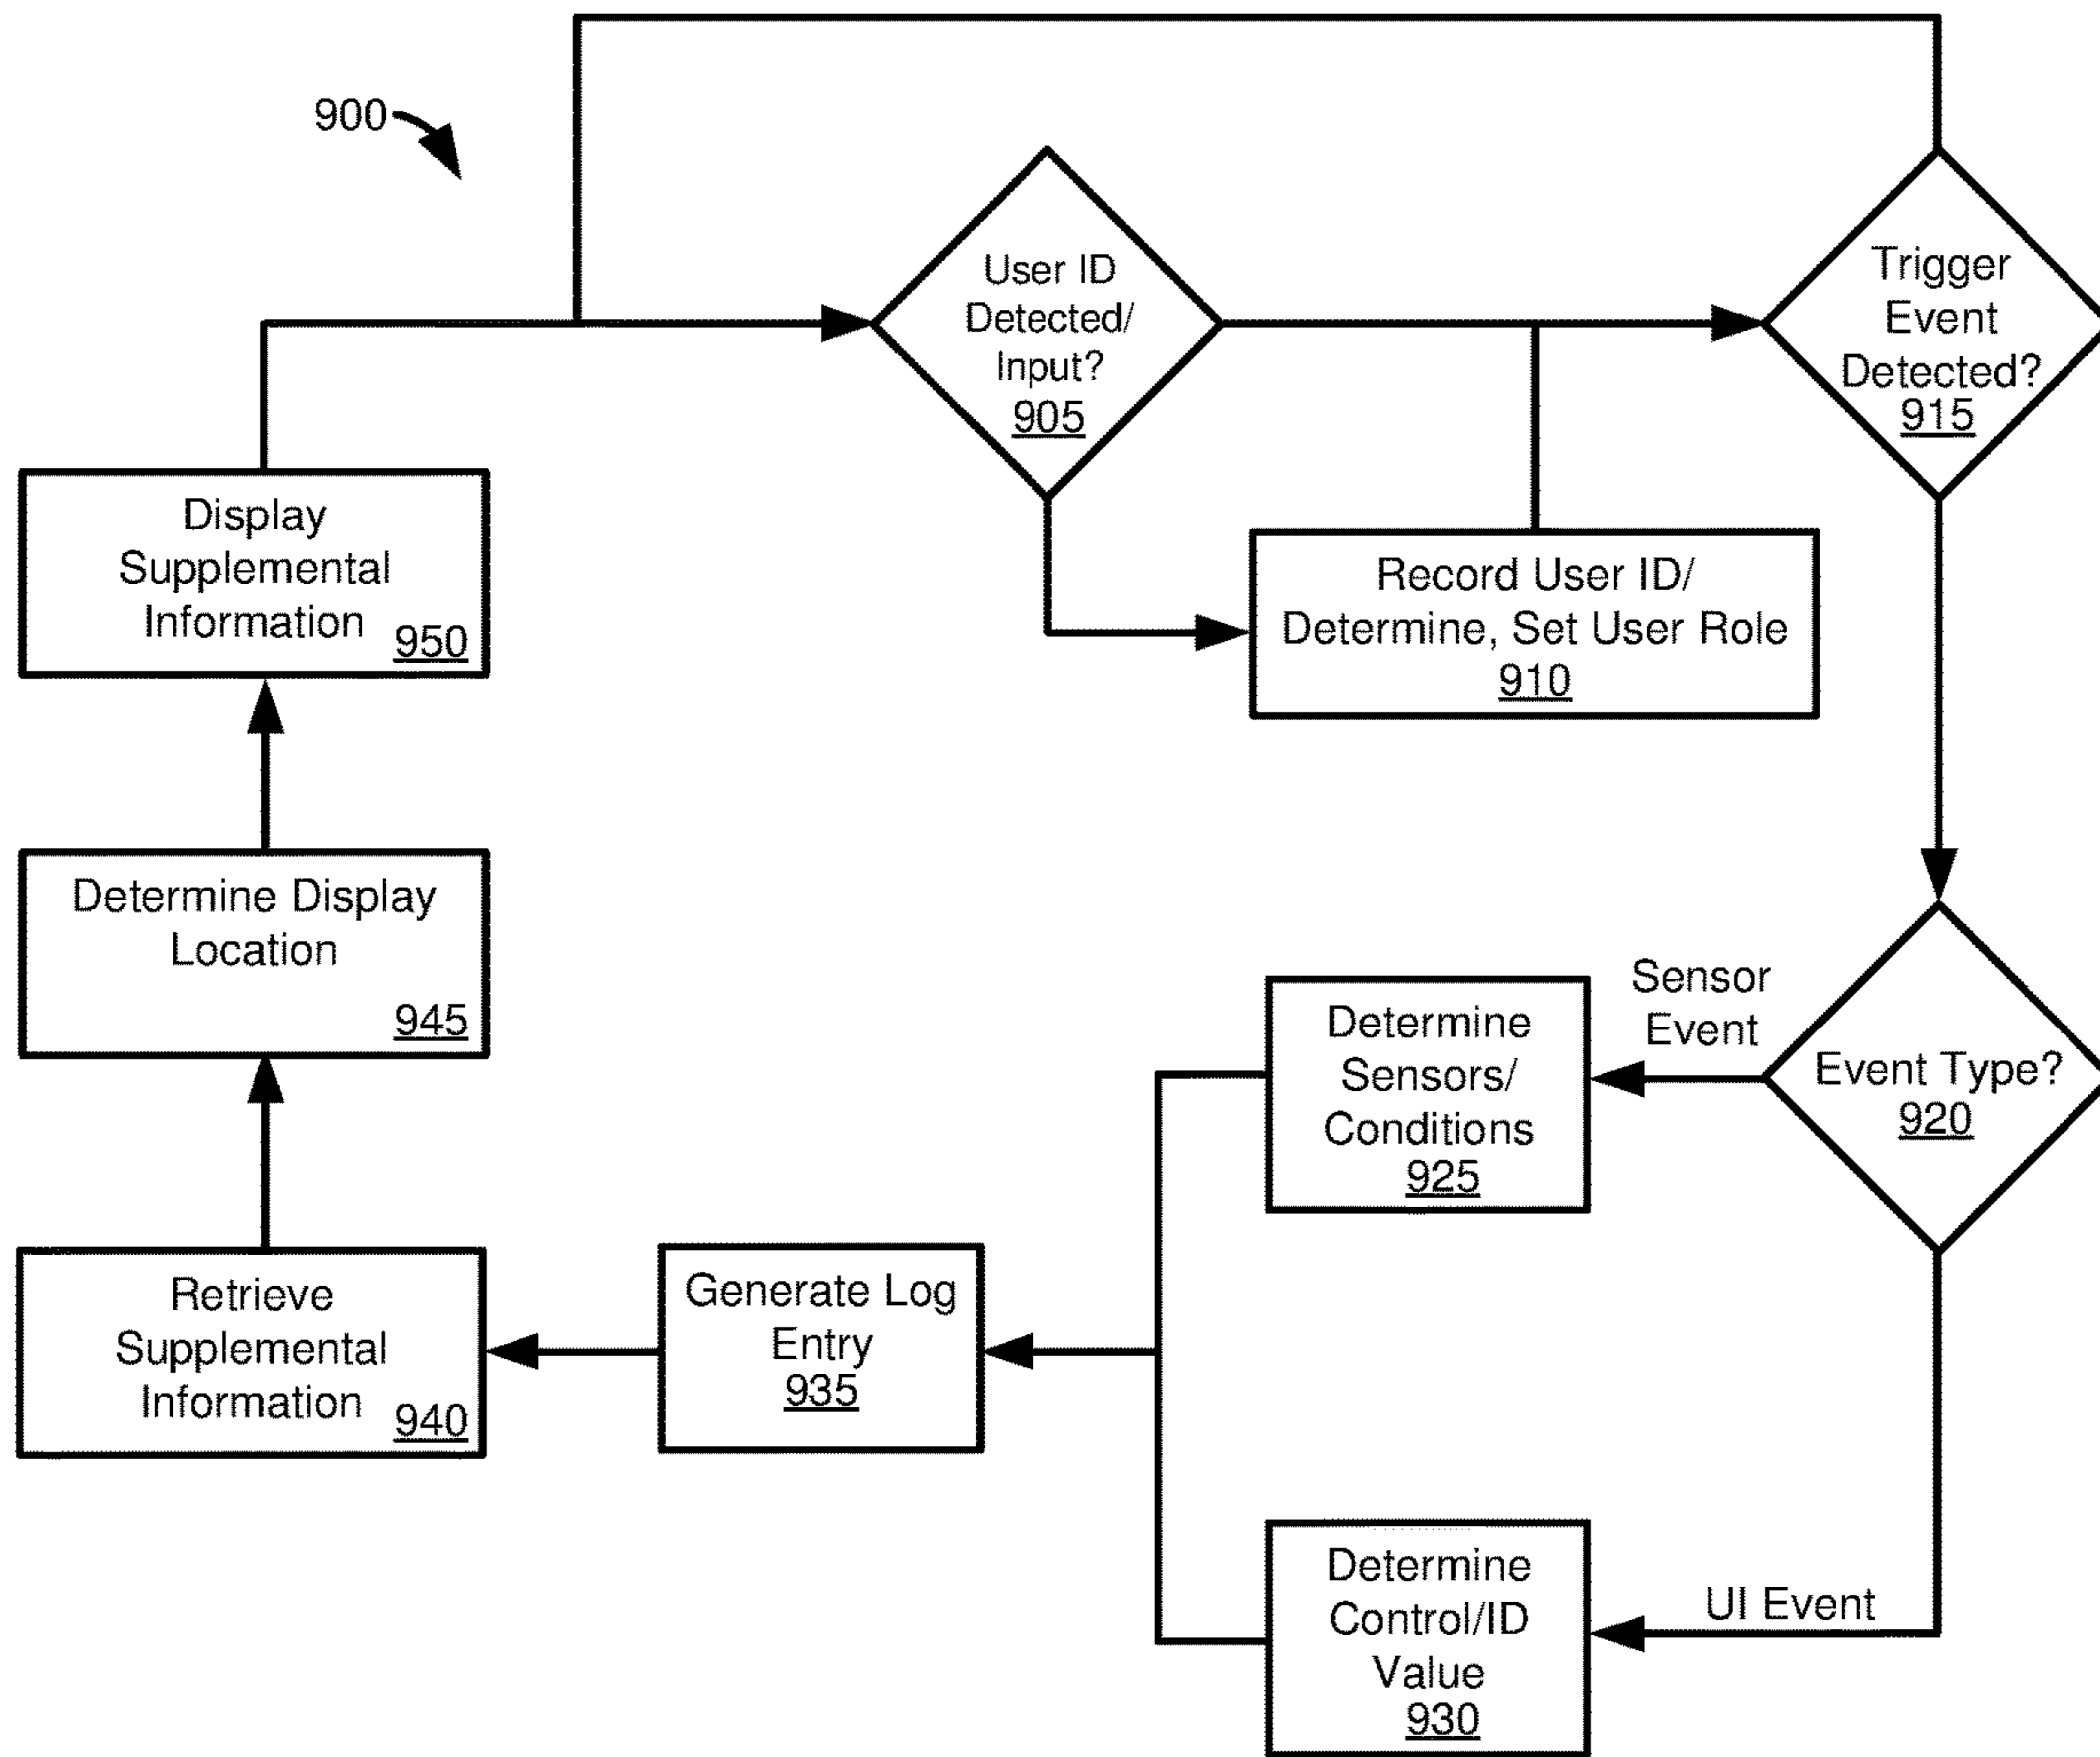 900
User ID
Detected/
Input?
905
Trigger
Event
Detected?
915
Record User ID/
Determine, Set User Role
910
Display
Supplemental
Information
950
Determine Display
Location
945
Retrieve
Supplemental
Information
940
Generate Log
Entry
935
Determine
Sensors/
Conditions
925
Sensor
Event
Event Type?
920
Determine
Control/ID
Value
930
UI Event